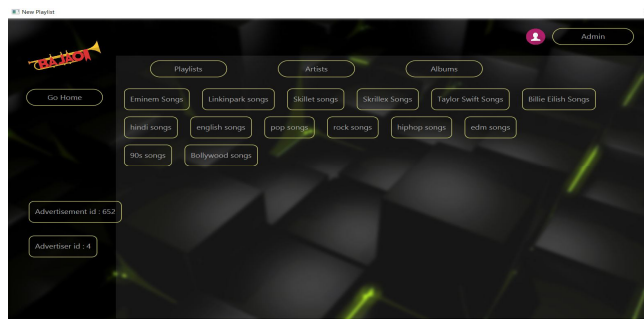 New Playlist
BAJAO
Admin
Playlists Artists Albums
Go Home
Eminem Songs Linkinpark songs Skillet songs Skrillex Songs Taylor Swift Songs Billie Eilish Songs
hindi songs english songs pop songs rock songs hiphop songs edm songs
90s songs Bollywood songs
Advertisement id : 652
Advertiser id : 4